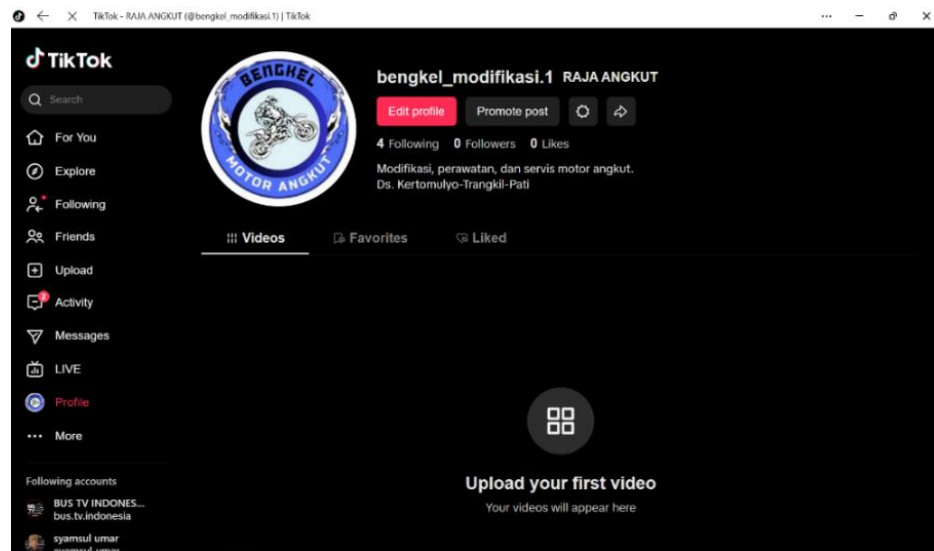 TikTok - RAJA ANGKUT (@bengkel_modifikasi.1) | TikTok
TikTok
Search
For You
Explore
Following
Friends
Upload
2
Activity
Messages
LIVE
Profile
More
Following accounts
BUS TV INDONES...
bus.tv.indonesia
syamsul umar
syamsul_umar
BENGKEL
MOTOR ANGKUT
bengkel_modifikasi.1 RAJA ANGKUT
Edit profile Promote post
4 Following 0 Followers 0 Likes
Modifikasi, perawatan, dan servis motor angkut.
Ds. Kertomulyo-Trangkil-Pati
Videos Favorites Liked
Upload your first video
Your videos will appear here